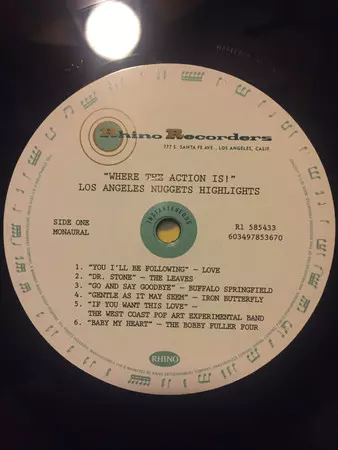 Rhino Recorders
777 S. SANTA FE AVE., LOS ANGELES, CALIF.
"WHERE THE ACTION IS!"
LOS ANGELES NUGGETS HIGHLIGHTS
SIDE ONE
MONAURAL
R1 585433
603497853670
1. "YOU I'LL BE FOLLOWING" – LOVE
2. "DR. STONE" – THE LEAVES
3. "GO AND SAY GOODBYE" – BUFFALO SPRINGFIELD
4. "GENTLE AS IT MAY SEEM" – IRON BUTTERFLY
5. "IF YOU WANT THIS LOVE" –
THE WEST COAST POP ART EXPERIMENTAL BAND
6. "BABY MY HEART" – THE BOBBY FULLER FOUR
RHINO